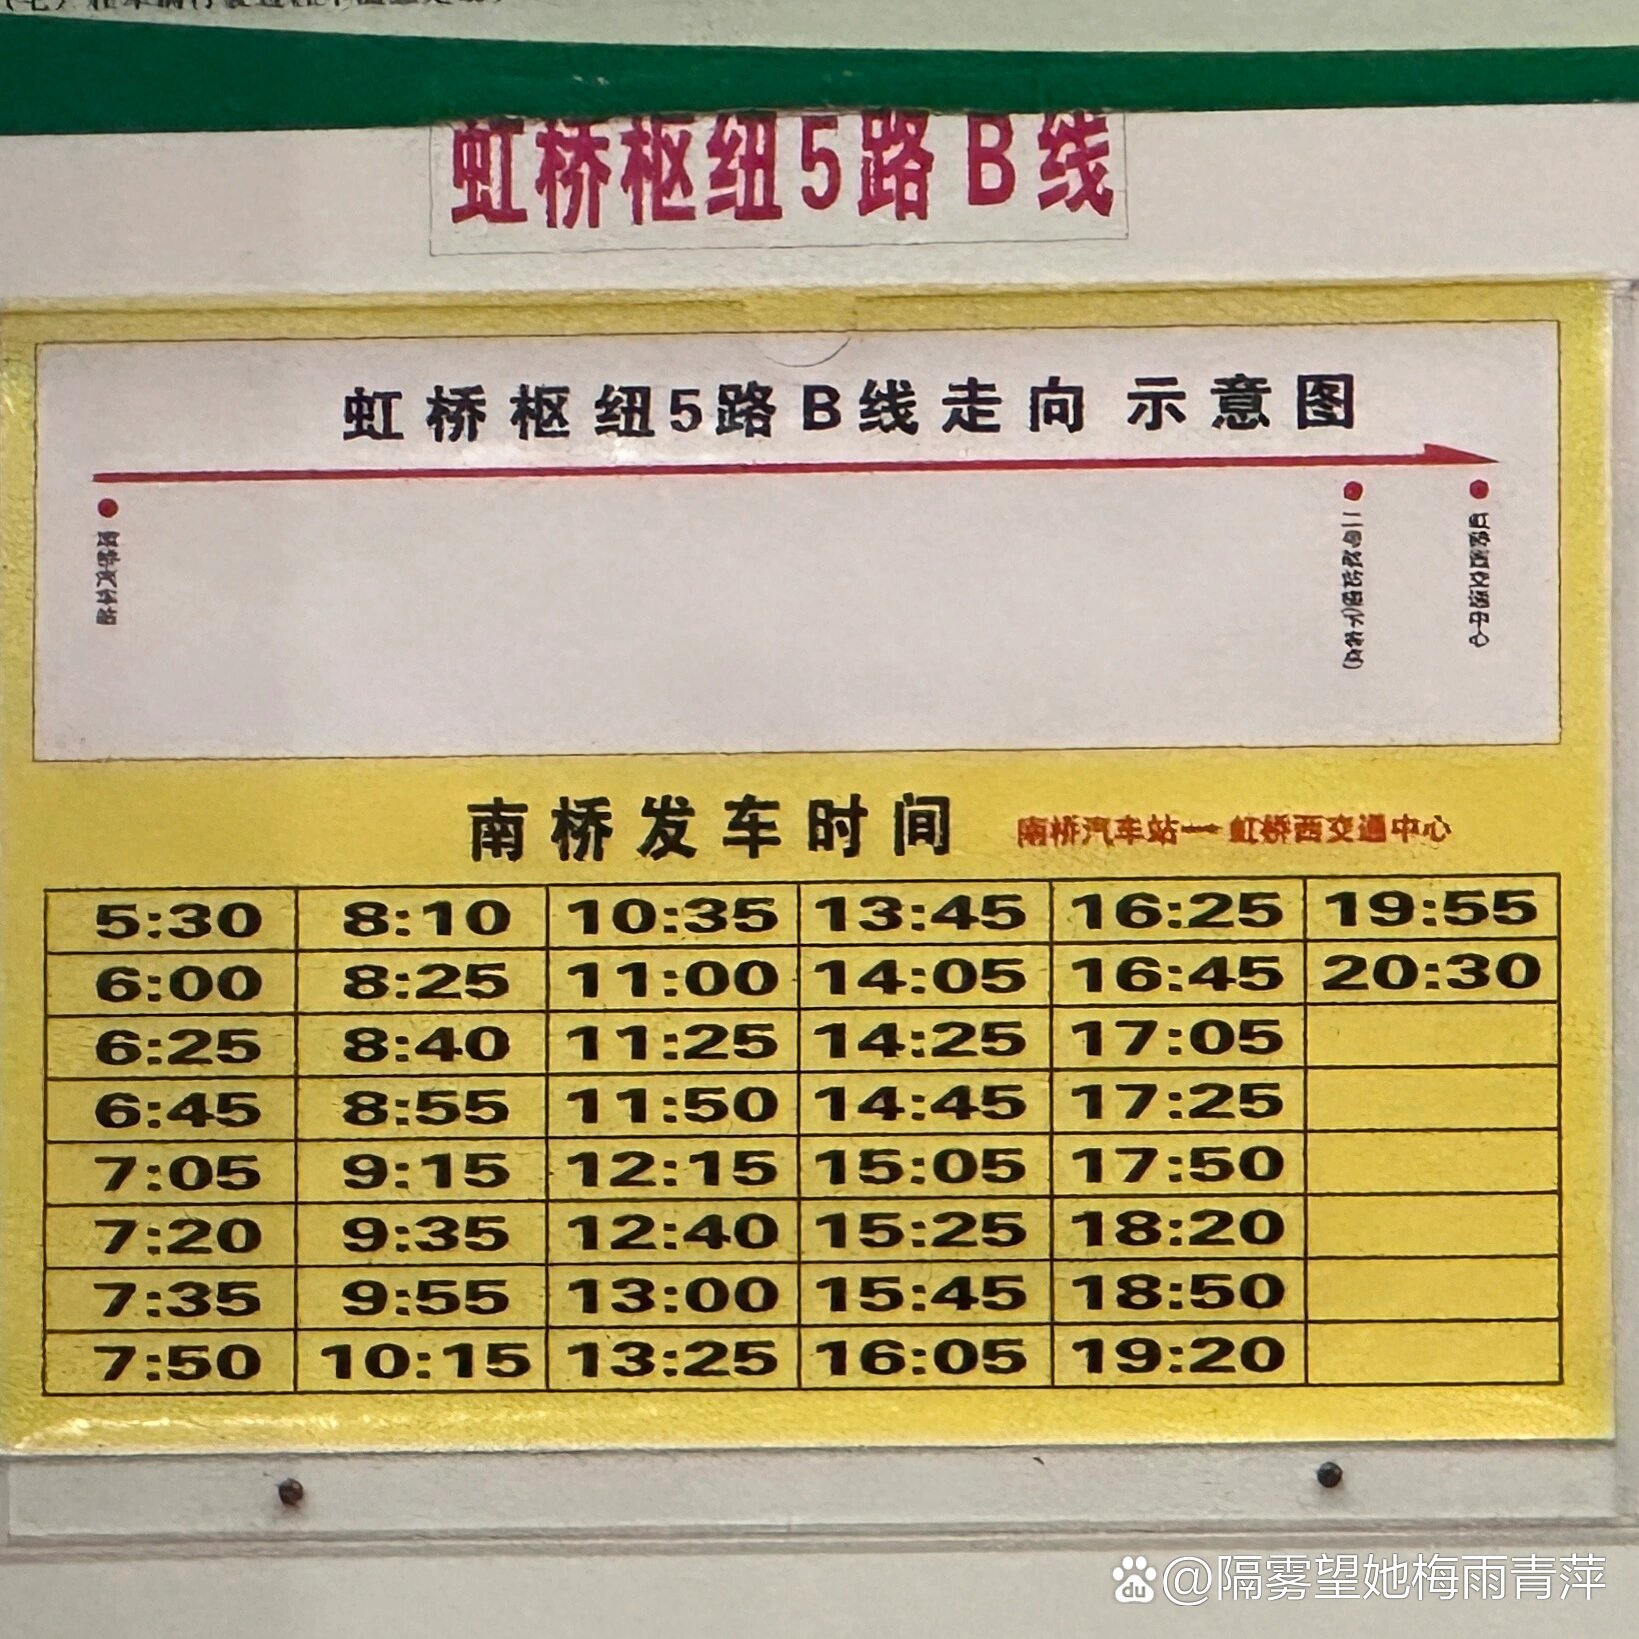 虹桥枢纽5路B线
虹桥枢纽5路B线走向示意图
南桥发车时间 南桥汽车站→虹桥西交通中心
5:30 8:10 10:35 13:45 16:25 19:55
6:00 8:25 11:00 14:05 16:45 20:30
6:25 8:40 11:25 14:25 17:05
6:45 8:55 11:50 14:45 17:25
7:05 9:15 12:15 15:05 17:50
7:20 9:35 12:40 15:25 18:20
7:35 9:55 13:00 15:45 18:50
7:50 10:15 13:25 16:05 19:20
du @隔雾望她梅雨青萍